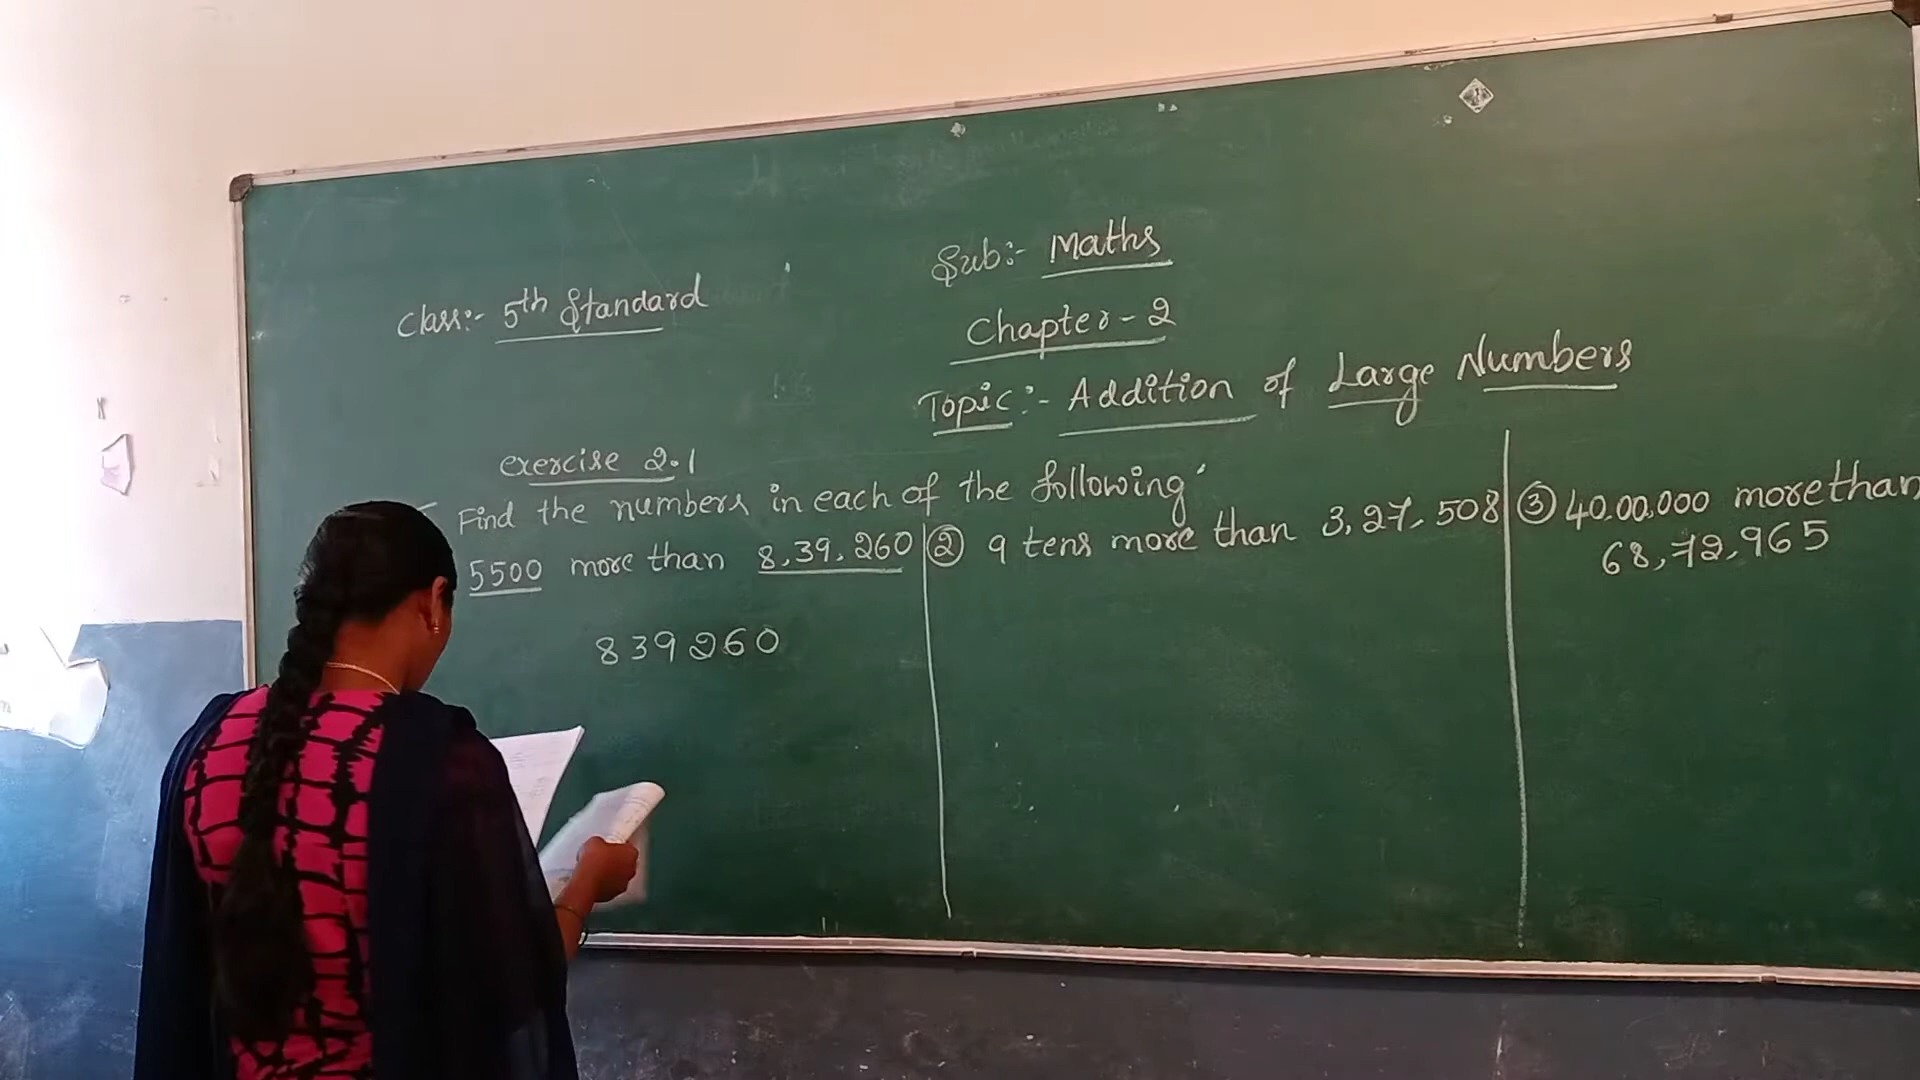 Sub:- Maths
Class:- 5th Standard
Chapter - 2
Topic:- Addition of Large Numbers
exercise 2.1
Find the numbers in each of the following
5500 more than 8,39,260
839260
② 9 tens more than 3,27,508
③ 40,00,000 more than
68,72,965